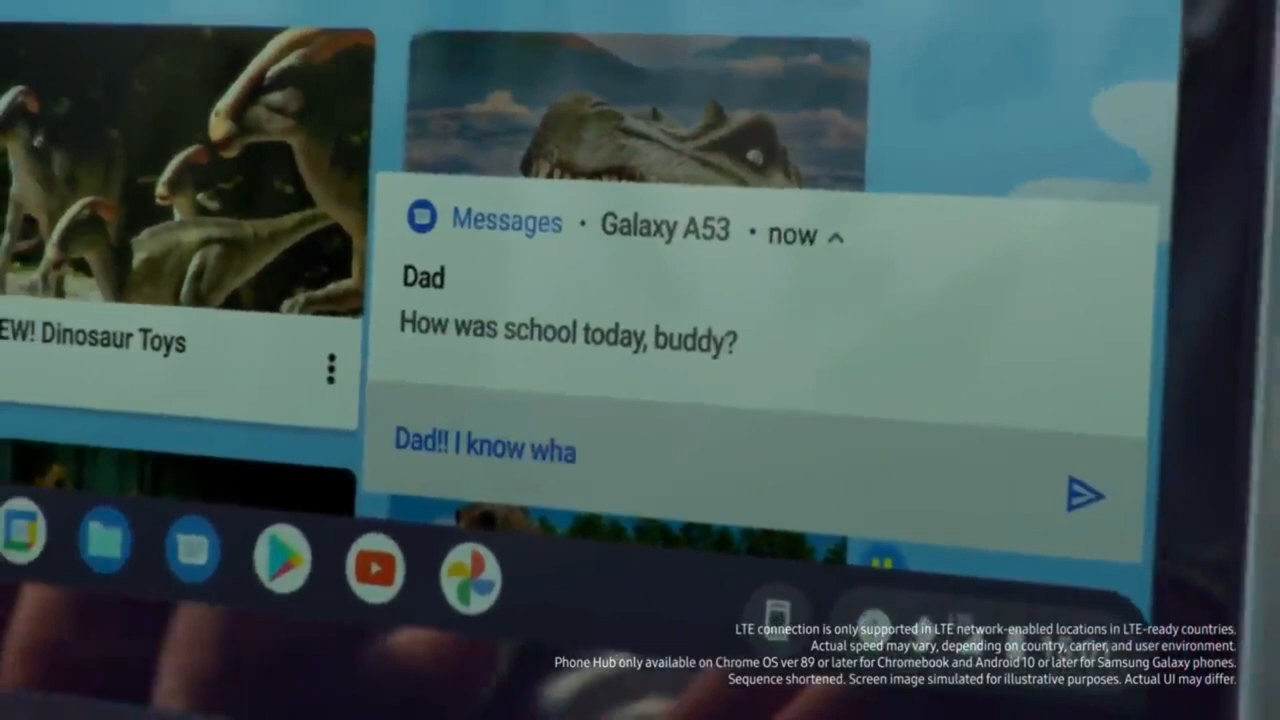 Messages · Galaxy A53 · now
Dad
How was school today, buddy?
EW! Dinosaur Toys
Dad!! I know wha
LTE connection is only supported in LTE network-enabled locations in LTE-ready countries.
Actual speed may vary, depending on country, carrier, and user environment.
Phone Hub only available on Chrome OS ver 89 or later for Chromebook and Android 10 or later for Samsung Galaxy phones.
Sequence shortened. Screen image simulated for illustrative purposes. Actual UI may differ.